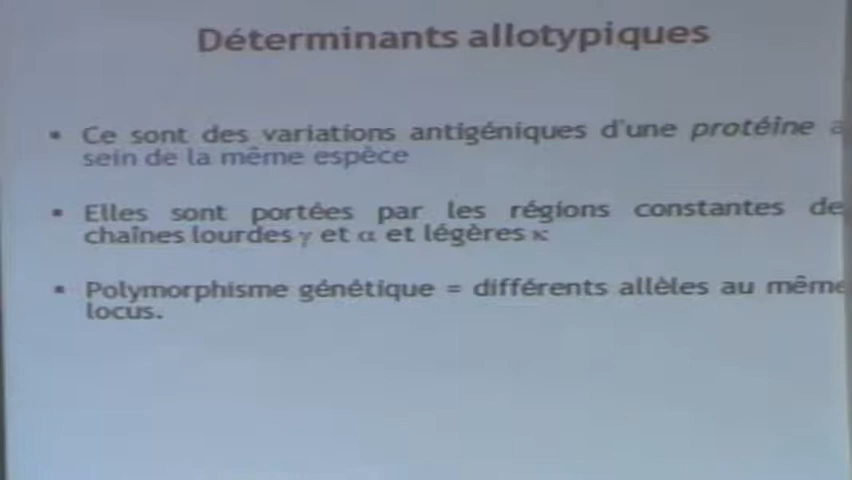 Déterminants allotypiques
• Ce sont des variations antigéniques d'une protéine a
sein de la même espèce
• Elles sont portées par les régions constantes de
chaînes lourdes γ et α et légères κ
• Polymorphisme génétique = différents allèles au même
locus.